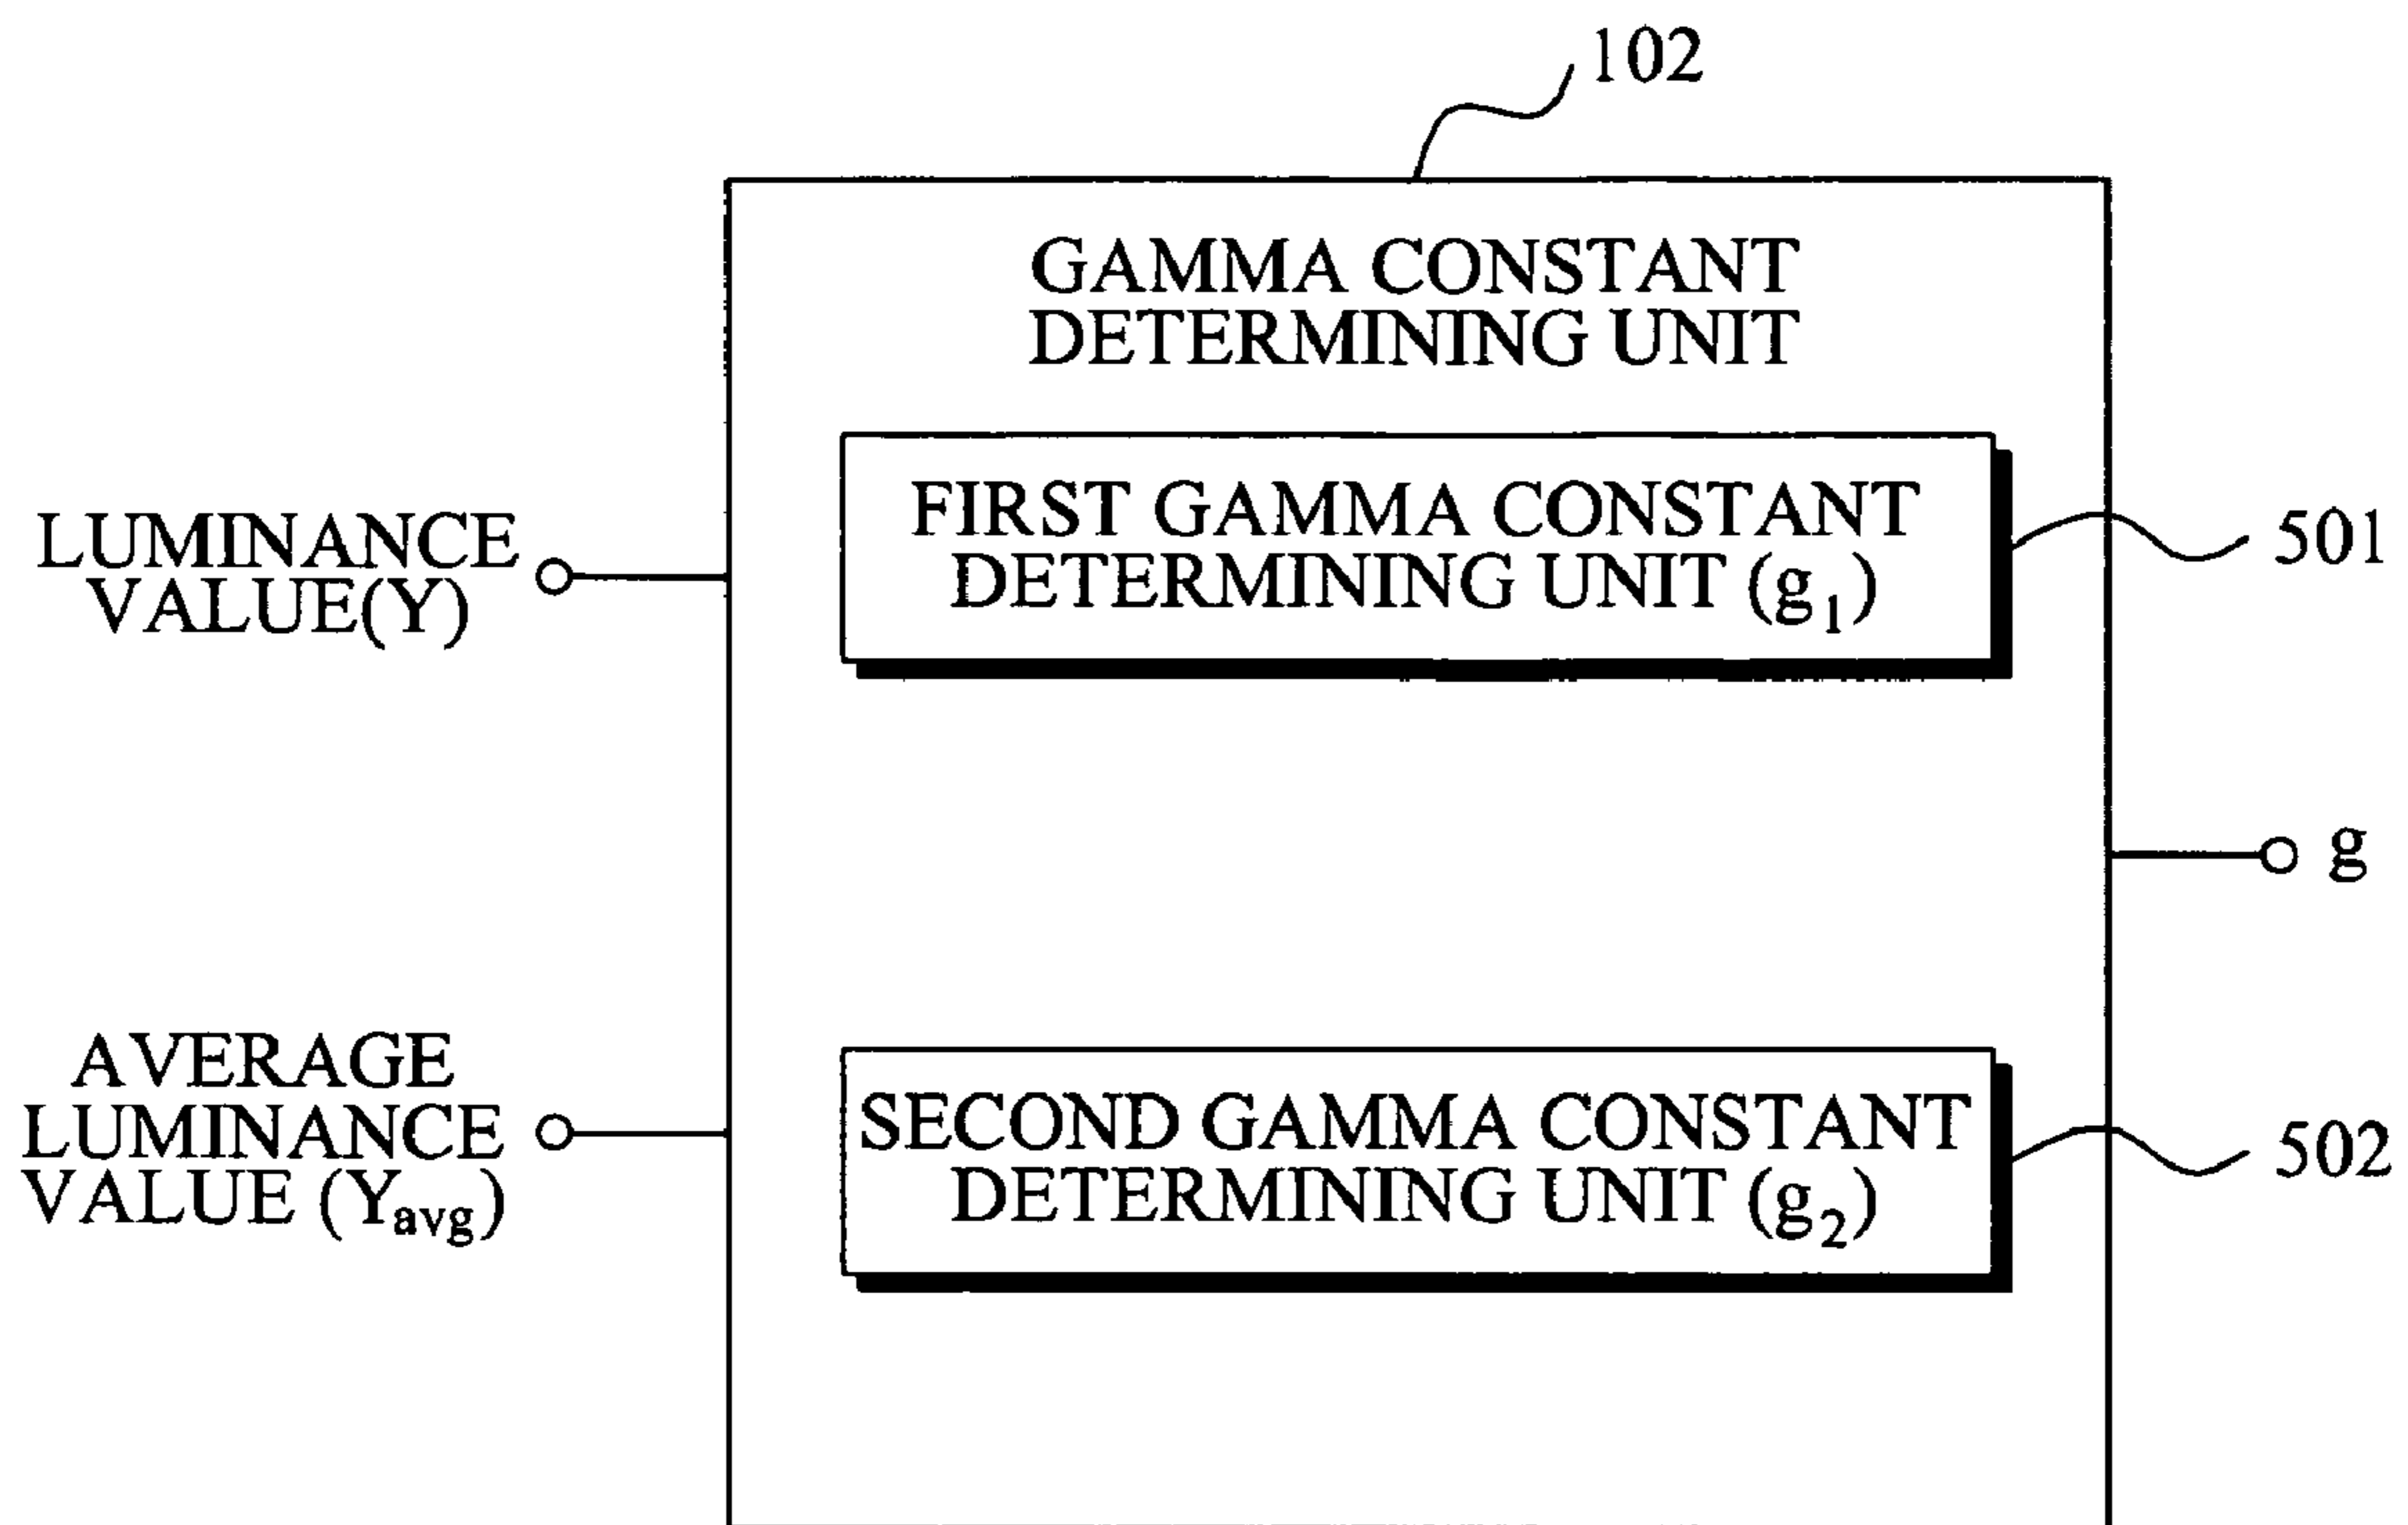 102
GAMMA CONSTANT
DETERMINING UNIT
FIRST GAMMA CONSTANT
DETERMINING UNIT (g1)
501
LUMINANCE
VALUE(Y)
g
AVERAGE
LUMINANCE
VALUE (Yavg)
SECOND GAMMA CONSTANT
DETERMINING UNIT (g2)
502